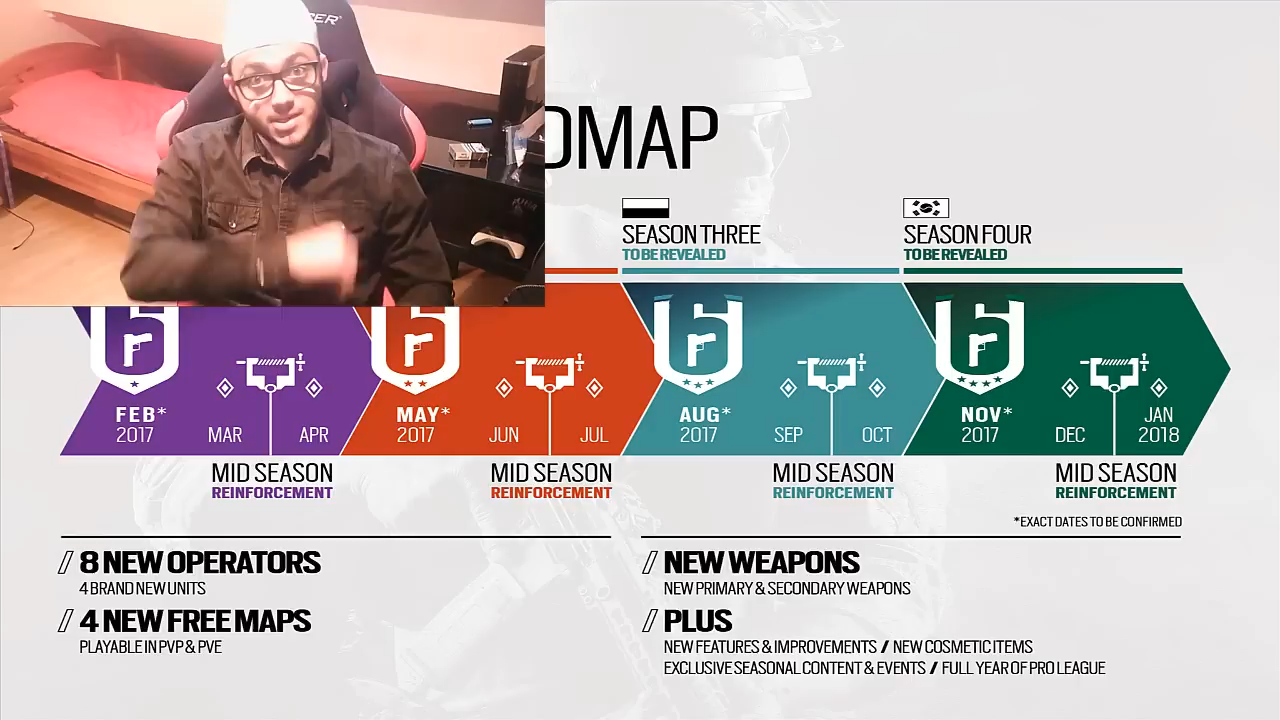 DMAP
SEASON THREE
TO BE REVEALED
SEASON FOUR
TO BE REVEALED
FEB*
2017
MAR
APR
MAY*
2017
JUN
JUL
AUG*
2017
SEP
OCT
NOV*
2017
DEC
JAN
2018
MID SEASON
REINFORCEMENT
MID SEASON
REINFORCEMENT
MID SEASON
REINFORCEMENT
MID SEASON
REINFORCEMENT
*EXACT DATES TO BE CONFIRMED
// 8 NEW OPERATORS
4 BRAND NEW UNITS
// 4 NEW FREE MAPS
PLAYABLE IN PVP & PVE
// NEW WEAPONS
NEW PRIMARY & SECONDARY WEAPONS
// PLUS
NEW FEATURES & IMPROVEMENTS // NEW COSMETIC ITEMS
EXCLUSIVE SEASONAL CONTENT & EVENTS // FULL YEAR OF PRO LEAGUE